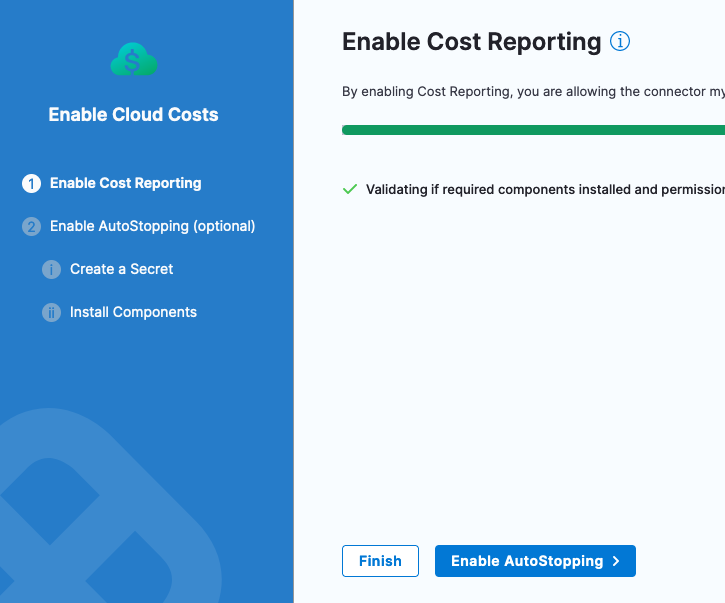 Enable Cloud Costs
1 Enable Cost Reporting
2 Enable AutoStopping (optional)
i Create a Secret
ii Install Components
Enable Cost Reporting
By enabling Cost Reporting, you are allowing the connector my
Validating if required components installed and permission
Finish
Enable AutoStopping